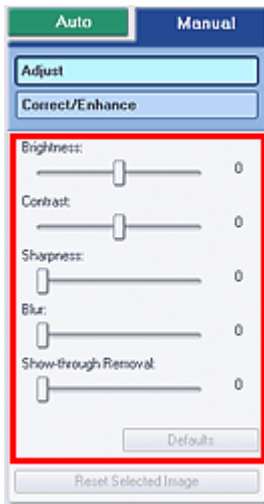 Auto Manual
Adjust
Correct/Enhance
Brightness:
0
Contrast:
0
Sharpness:
0
Blur:
0
Show-through Removal:
0
Defaults
Reset Selected Image